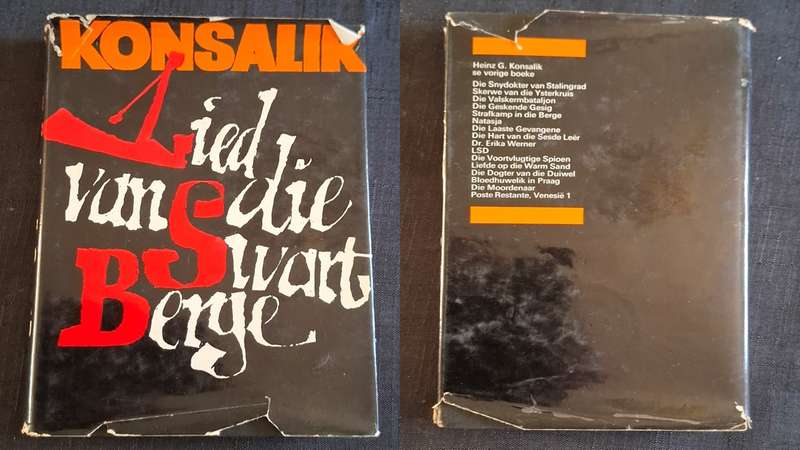 KONSALIK
Lied
van die
Swart
Berge
Heinz G. Konsalik
se vorige boeke
Die Snydokter van Stalingrad
Skerwe van die Ysterkruis
Die Valskermbataljon
Die Geskende Gesig
Strafkamp in die Berge
Natasja
Die Laaste Gevangene
Die Hart van die Sesde Leër
Dr. Erika Werner
LSD
Die Voortvlugtige Spioen
Liefde op die Warm Sand
Die Dogter van die Duiwel
Bloedhuwelik in Praag
Die Moordenaar
Poste Restante, Venesië 1